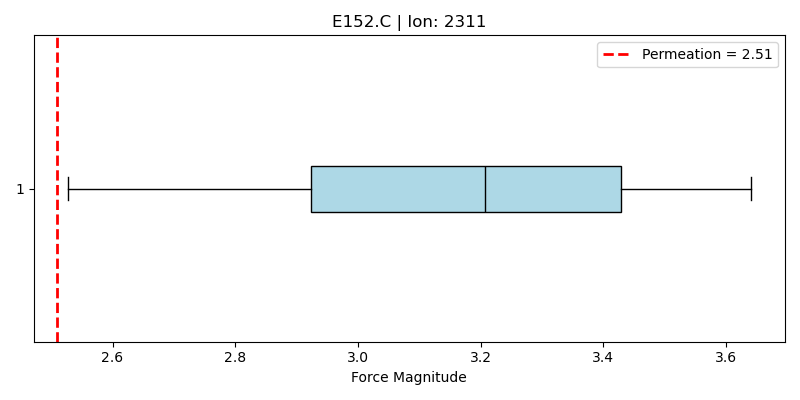 E152.C | Ion: 2311
Permeation = 2.51
1
2.6 2.8 3.0 3.2 3.4 3.6
Force Magnitude